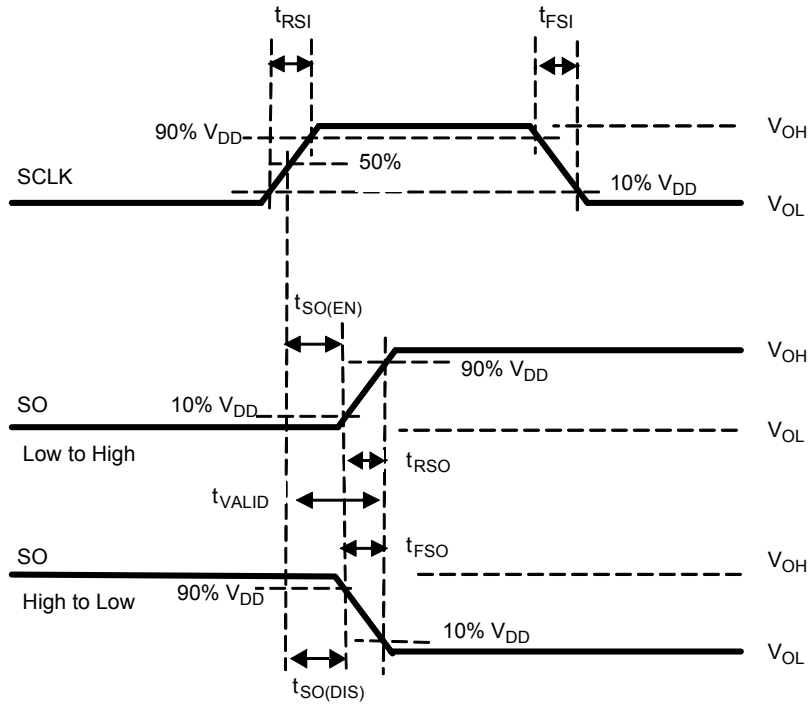 tRSI
tFSI
90% VDD
VOH
50%
SCLK
10% VDD
VOL
tSO(EN)
VOH
90% VDD
SO
10% VDD
Low to High
VOL
tRSO
tVALID
tFSO
SO
VOH
High to Low
90% VDD
10% VDD
VOL
tSO(DIS)